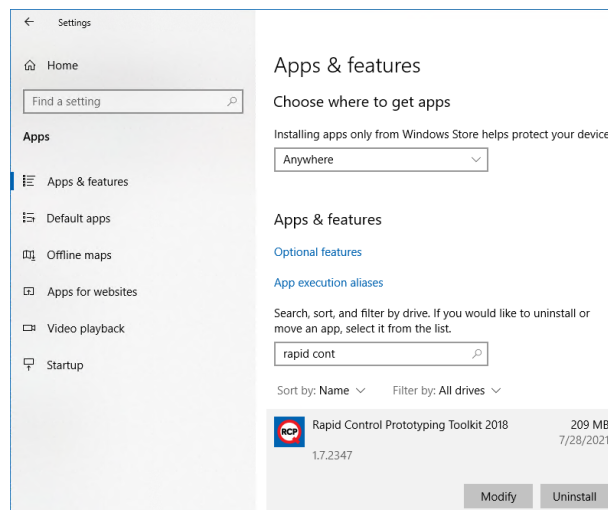 Settings
Home
Find a setting
Apps
Apps & features
Default apps
Offline maps
Apps for websites
Video playback
Startup
Apps & features
Choose where to get apps
Installing apps only from Windows Store helps protect your device
Anywhere
Apps & features
Optional features
App execution aliases
Search, sort, and filter by drive. If you would like to uninstall or
move an app, select it from the list.
rapid cont
Sort by: Name Filter by: All drives
RCP
Rapid Control Prototyping Toolkit 2018 209 MB
7/28/2021
1.7.2347
Modify Uninstall